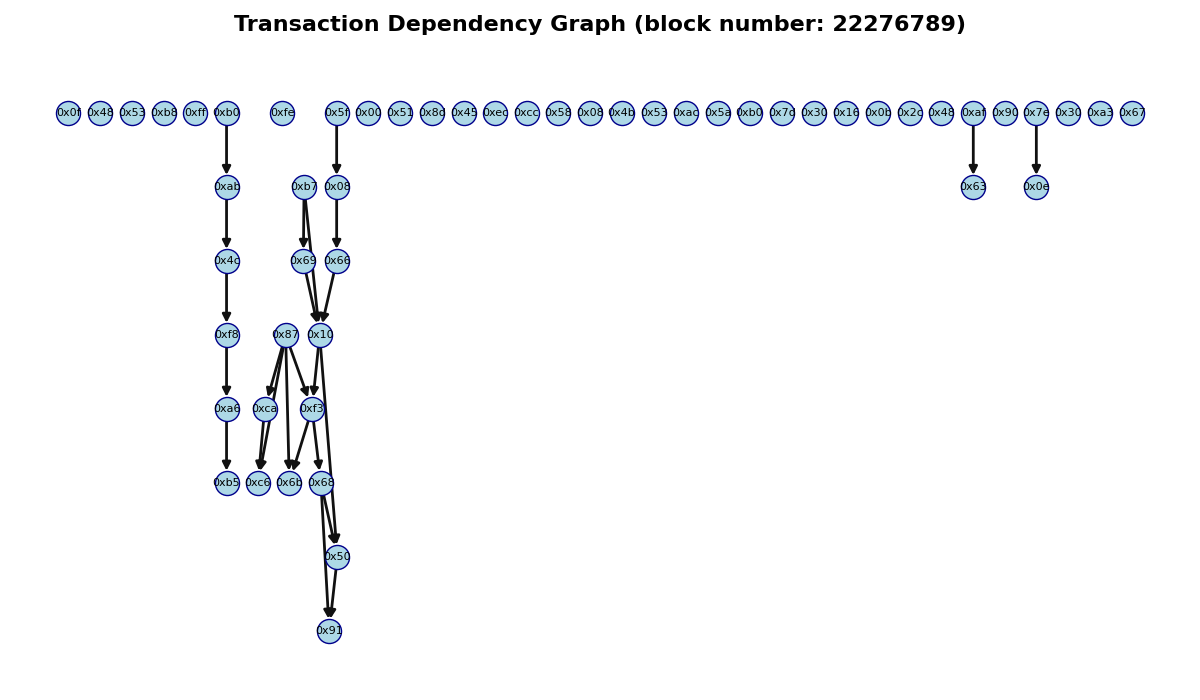 Transaction Dependency Graph (block number: 22276789)
0x0f 0x48 0x53 0xb8 0xff 0xb0 0xfe 0x5f 0x00 0x51 0x8d 0x45 0xec 0xcc 0x58 0x08 0x4b 0x53 0xac 0x5a 0xb0 0x7d 0x30 0x16 0x0b 0x2c 0x48 0xaf 0x90 0x7e 0x30 0xa3 0x67
0xab 0xb7 0x08 0x63 0x0e
0x4c 0x69 0x66
0xf8 0x87 0x10
0xa6 0xca 0xf3
0xb5 0xc6 0x6b 0x68
0x50
0x91